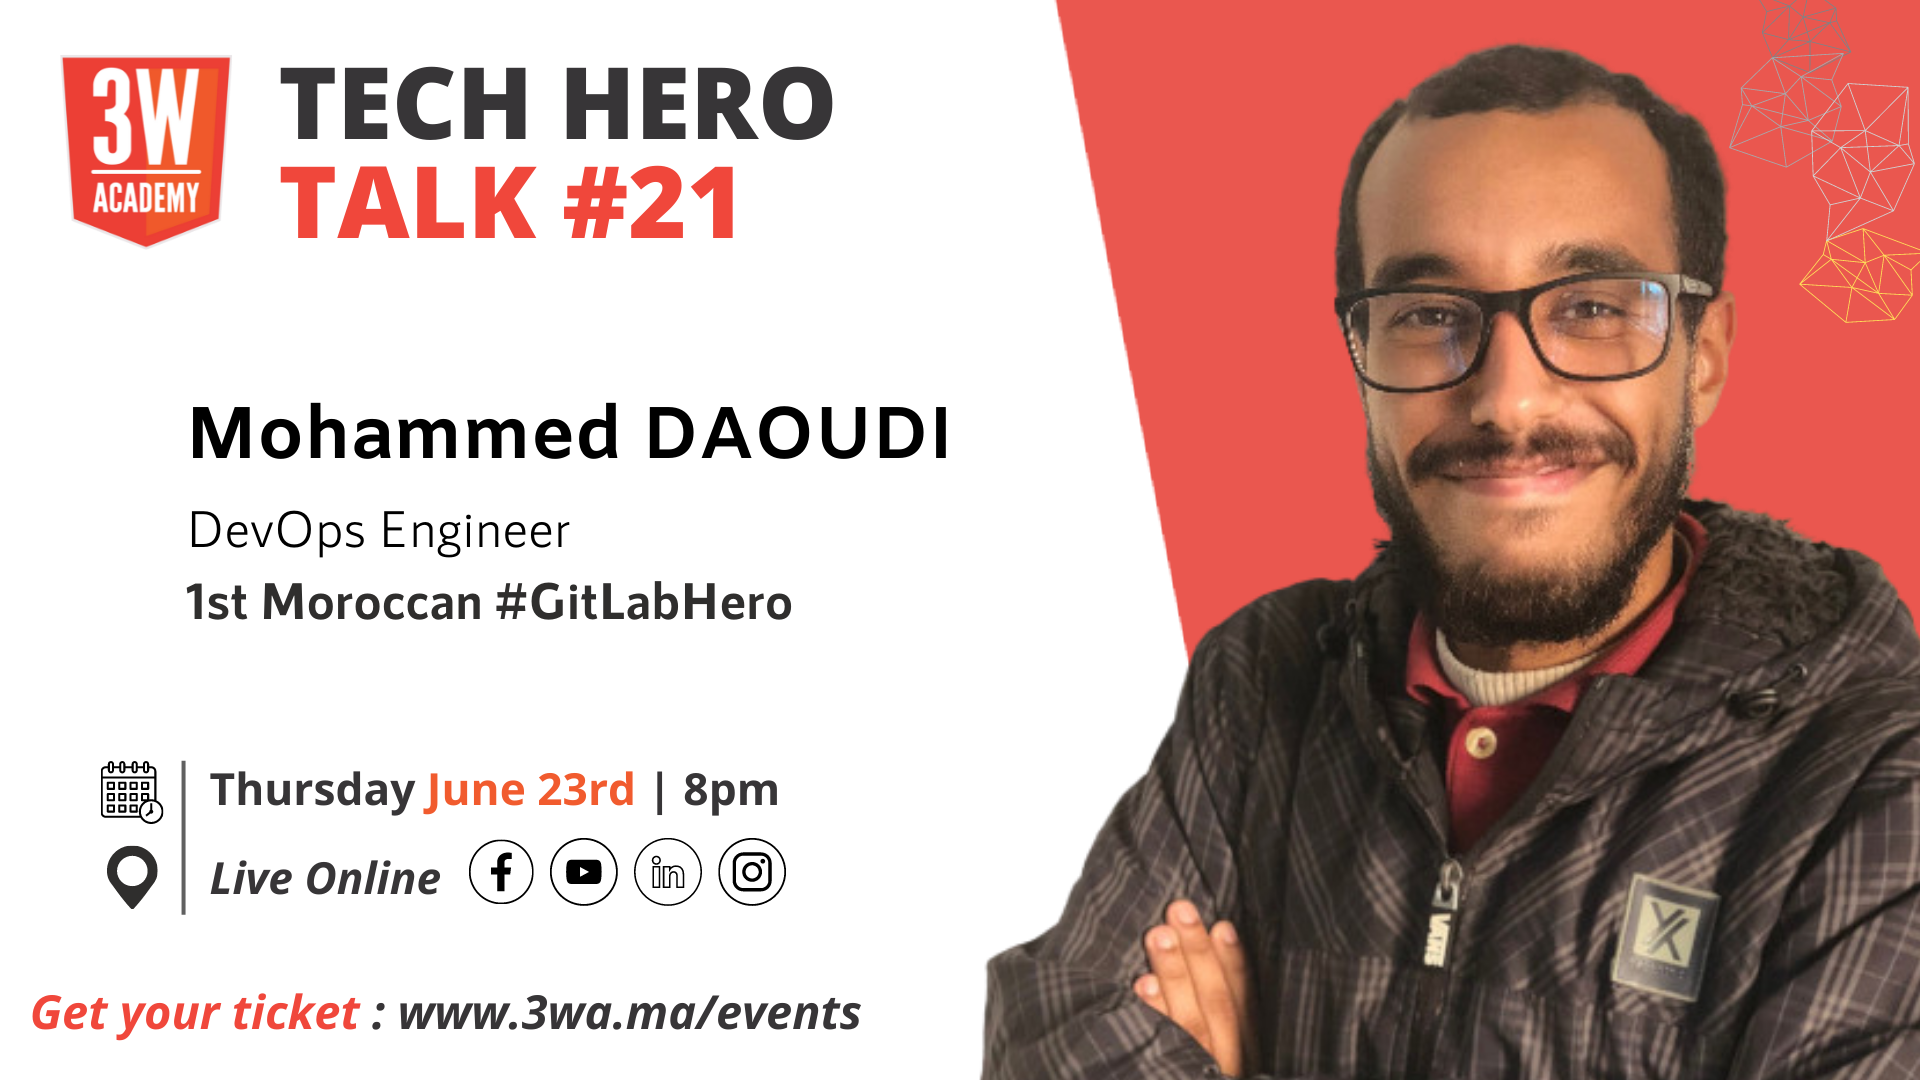 3W
ACADEMY
TECH HERO
TALK #21
Mohammed DAOUDI
DevOps Engineer
1st Moroccan #GitLabHero
Thursday June 23rd | 8pm
Live Online
Get your ticket : www.3wa.ma/events